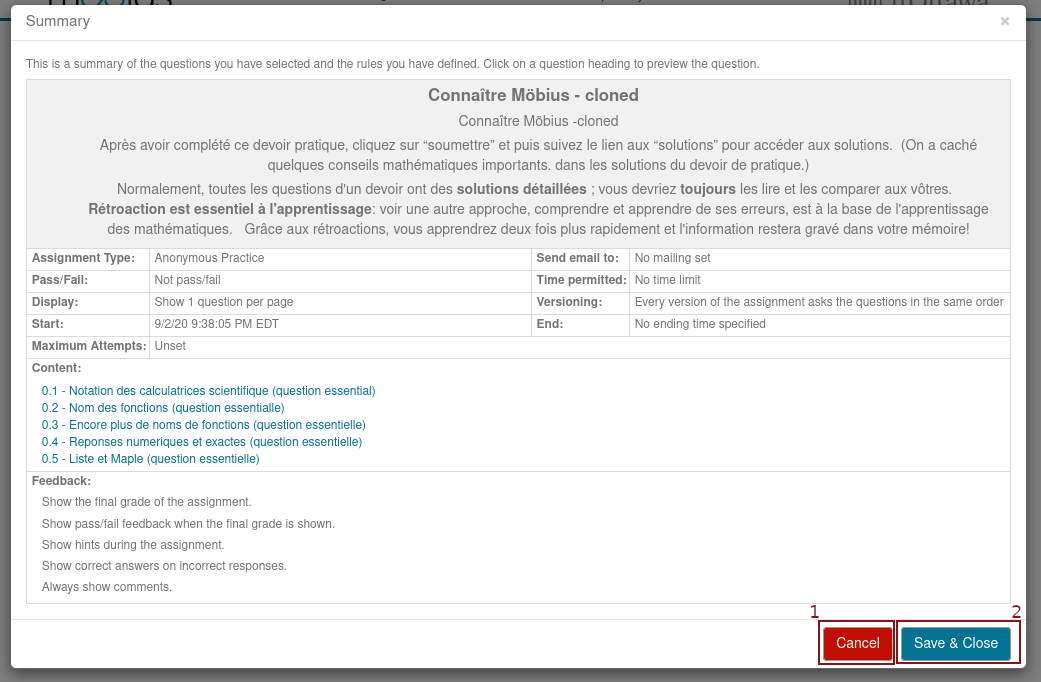 Summary ×
This is a summary of the questions you have selected and the rules you have defined. Click on a question heading to preview the question.
Connaître Möbius - cloned
Connaître Möbius -cloned
Après avoir complété ce devoir pratique, cliquez sur “soumettre” et puis suivez le lien aux “solutions” pour accéder aux solutions. (On a caché
quelques conseils mathématiques importants. dans les solutions du devoir de pratique.)
Normalement, toutes les questions d'un devoir ont des solutions détaillées ; vous devriez toujours les lire et les comparer aux vôtres.
Rétroaction est essentiel à l'apprentissage: voir une autre approche, comprendre et apprendre de ses erreurs, est à la base de l'apprentissage
des mathématiques. Grâce aux rétroactions, vous apprendrez deux fois plus rapidement et l'information restera gravé dans votre mémoire!
Assignment Type: Anonymous Practice Send email to: No mailing set
Pass/Fail: Not pass/fail Time permitted: No time limit
Display: Show 1 question per page Versioning: Every version of the assignment asks the questions in the same order
Start: 9/2/20 9:38:05 PM EDT End: No ending time specified
Maximum Attempts: Unset
Content:
0.1 - Notation des calculatrices scientifique (question essential)
0.2 - Nom des fonctions (question essentialle)
0.3 - Encore plus de noms de fonctions (question essentielle)
0.4 - Reponses numeriques et exactes (question essentielle)
0.5 - Liste et Maple (question essentielle)
Feedback:
Show the final grade of the assignment.
Show pass/fail feedback when the final grade is shown.
Show hints during the assignment.
Show correct answers on incorrect responses.
Always show comments.
1 2
Cancel Save & Close